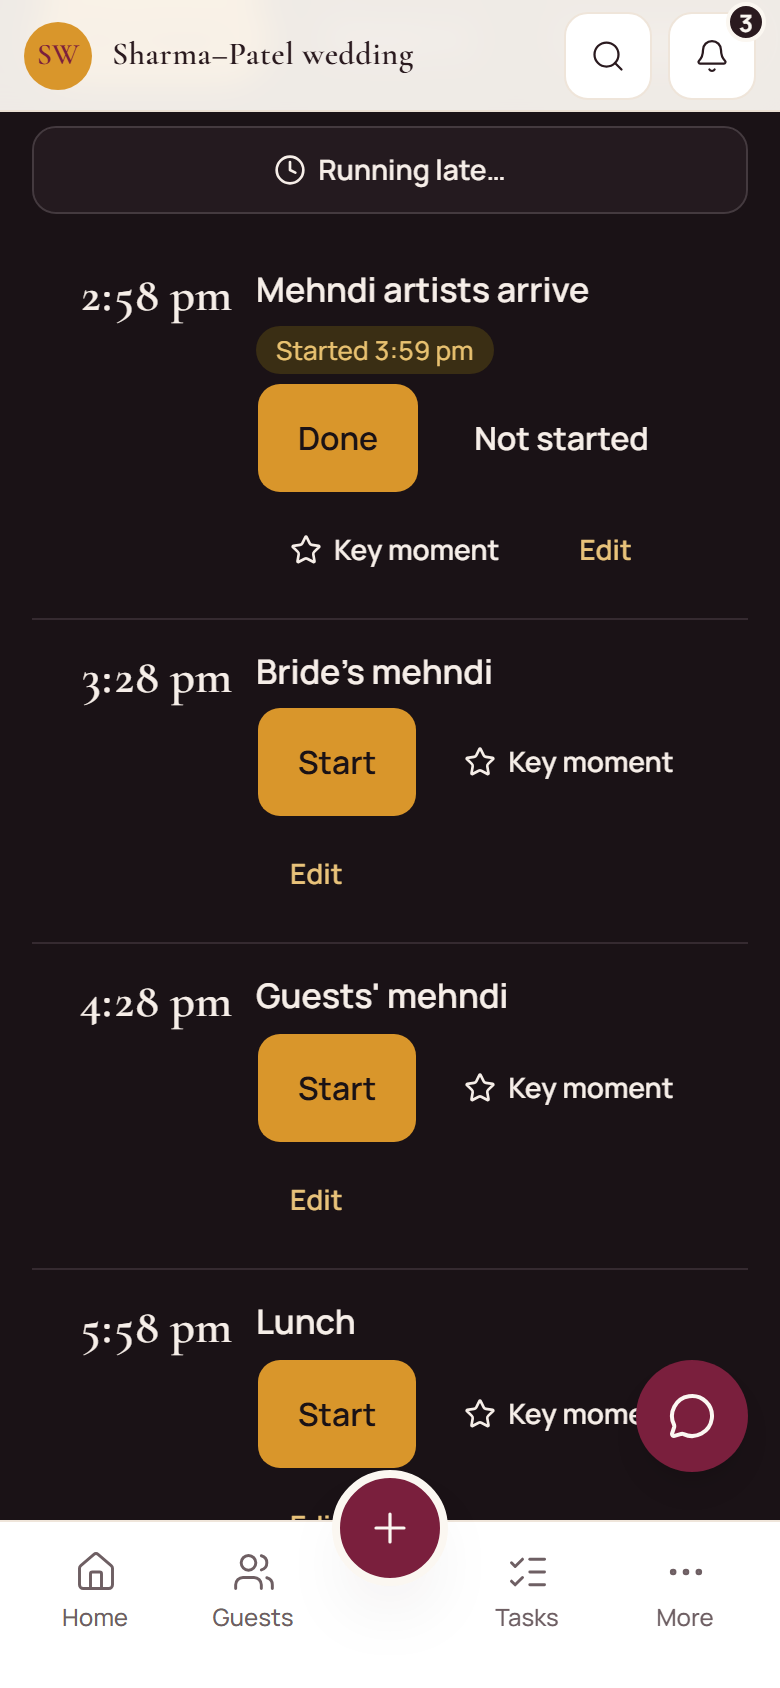 SW Sharma–Patel wedding 3
Running late...
2:58 pm Mehndi artists arrive
Started 3:59 pm
Done Not started
Key moment Edit
3:28 pm Bride's mehndi
Start Key moment
Edit
4:28 pm Guests' mehndi
Start Key moment
Edit
5:58 pm Lunch
Start Key mome
Home Guests Tasks More